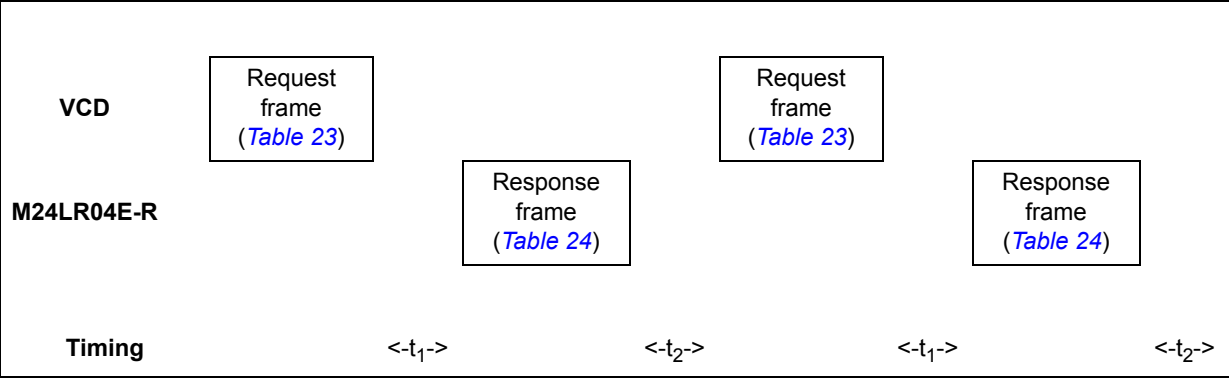 VCD
Request
frame
(Table 23)
Request
frame
(Table 23)
M24LR04E-R
Response
frame
(Table 24)
Response
frame
(Table 24)
Timing <-t1-> <-t2-> <-t1-> <-t2->